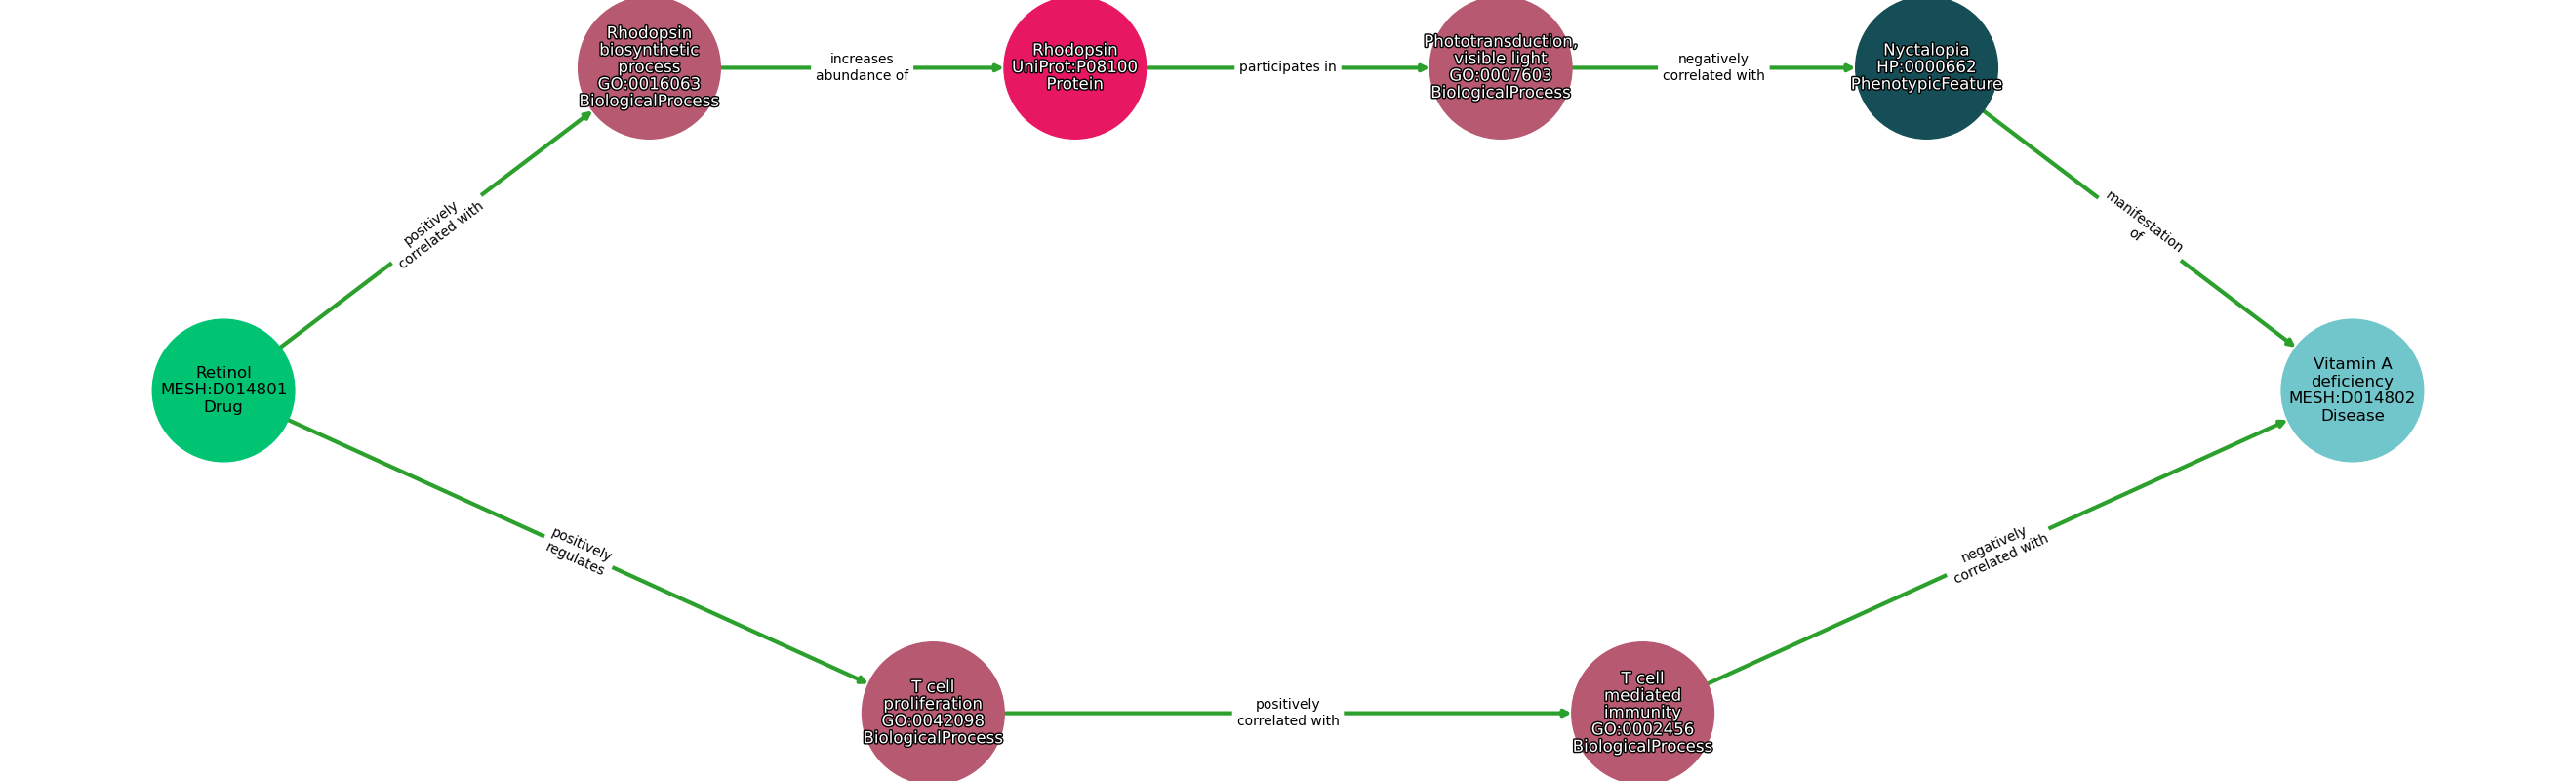 Rhodopsin
biosynthetic
process
GO:0016063
BiologicalProcess
increases
abundance of
Rhodopsin
UniProt:P08100
Protein
participates in
Phototransduction,
visible light
GO:0007603
BiologicalProcess
negatively
correlated with
Nyctalopia
HP:0000662
PhenotypicFeature
positively
correlated with
manifestation
of
Retinol
MESH:D014801
Drug
Vitamin A
deficiency
MESH:D014802
Disease
positively
regulates
negatively
correlated with
T cell
proliferation
GO:0042098
BiologicalProcess
positively
correlated with
T cell
mediated
immunity
GO:0002456
BiologicalProcess